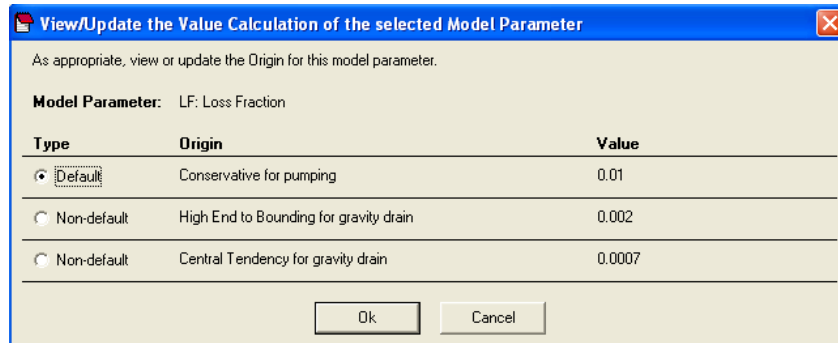 View/Update the Value Calculation of the selected Model Parameter
As appropriate, view or update the Origin for this model parameter.
Model Parameter: LF: Loss Fraction
Type Origin Value
Default Conservative for pumping 0.01
Non-default High End to Bounding for gravity drain 0.002
Non-default Central Tendency for gravity drain 0.0007
Ok Cancel